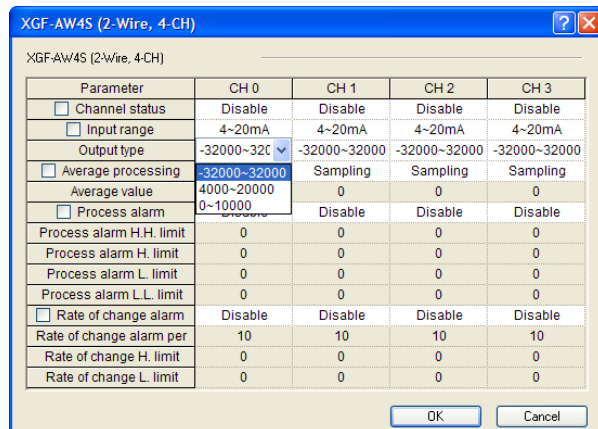 XGF-AW4S (2-Wire, 4-CH)
XGF-AW4S (2-Wire, 4-CH)
Parameter CH 0 CH 1 CH 2 CH 3
Channel status Disable Disable Disable Disable
Input range 4~20mA 4~20mA 4~20mA 4~20mA
Output type -32000~320 -32000~32000 -32000~32000 -32000~32000
Average processing -32000~32000 Sampling Sampling Sampling
4000~20000
Average value 0 0 0
0~10000
Process alarm Disable Disable Disable Disable
Process alarm H.H. limit 0 0 0 0
Process alarm H. limit 0 0 0 0
Process alarm L. limit 0 0 0 0
Process alarm L.L. limit 0 0 0 0
Rate of change alarm Disable Disable Disable Disable
Rate of change alarm per 10 10 10 10
Rate of change H. limit 0 0 0 0
Rate of change L. limit 0 0 0 0
OK Cancel